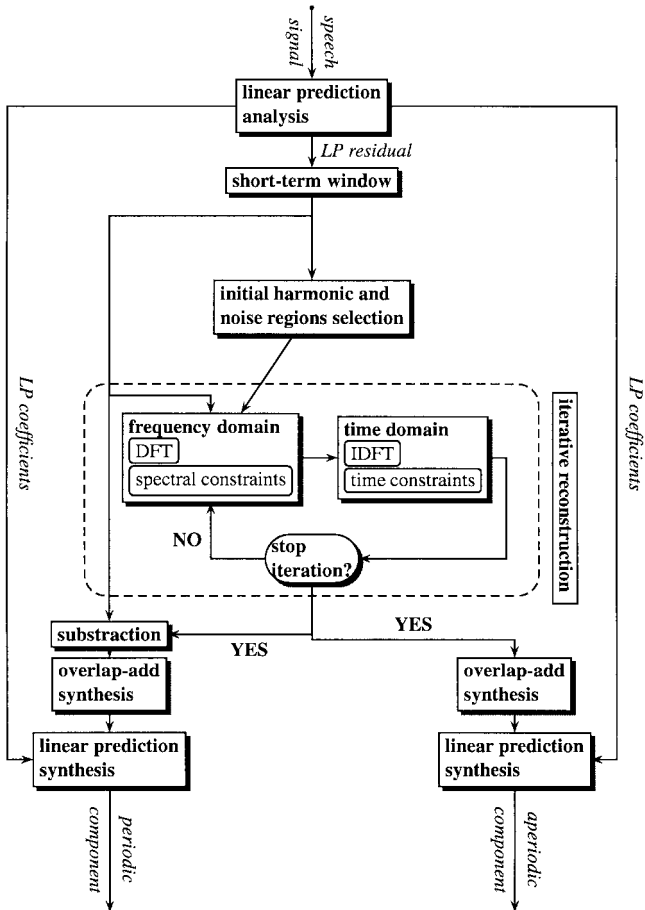 speech
signal
linear prediction
analysis
LP residual
short-term window
initial harmonic and
noise regions selection
LP coefficients
LP coefficients
iterative reconstruction
frequency domain
DFT
spectral constraints
time domain
IDFT
time constraints
NO
stop
iteration?
YES
YES
substraction
overlap-add
synthesis
overlap-add
synthesis
linear prediction
synthesis
linear prediction
synthesis
periodic
component
aperiodic
component